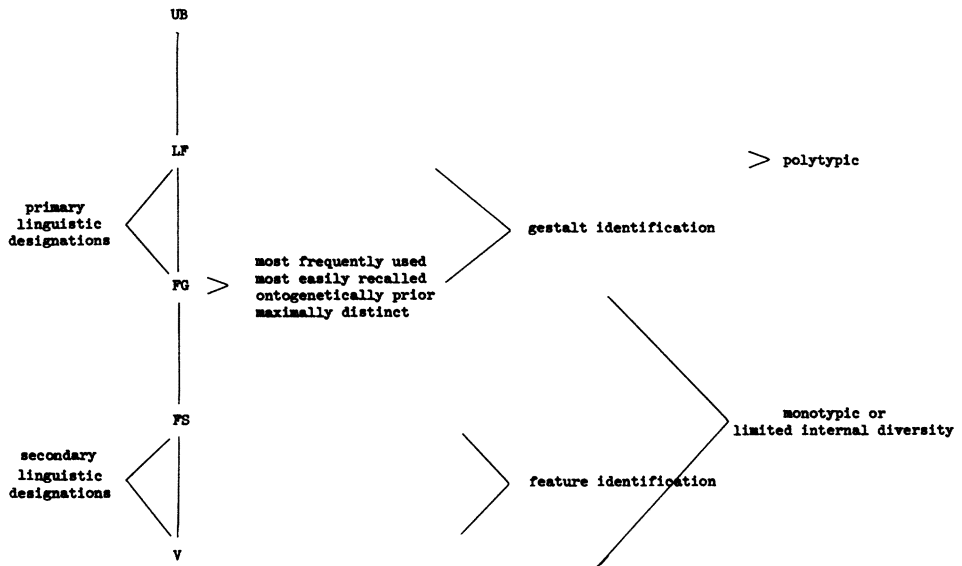 UB
LF
> polytypic
primary
linguistic
designations
gestalt identification
FG
>
most frequently used
most easily recalled
ontogenetically prior
maximally distinct
FS
monotypic or
limited internal diversity
secondary
linguistic
designations
feature identification
V